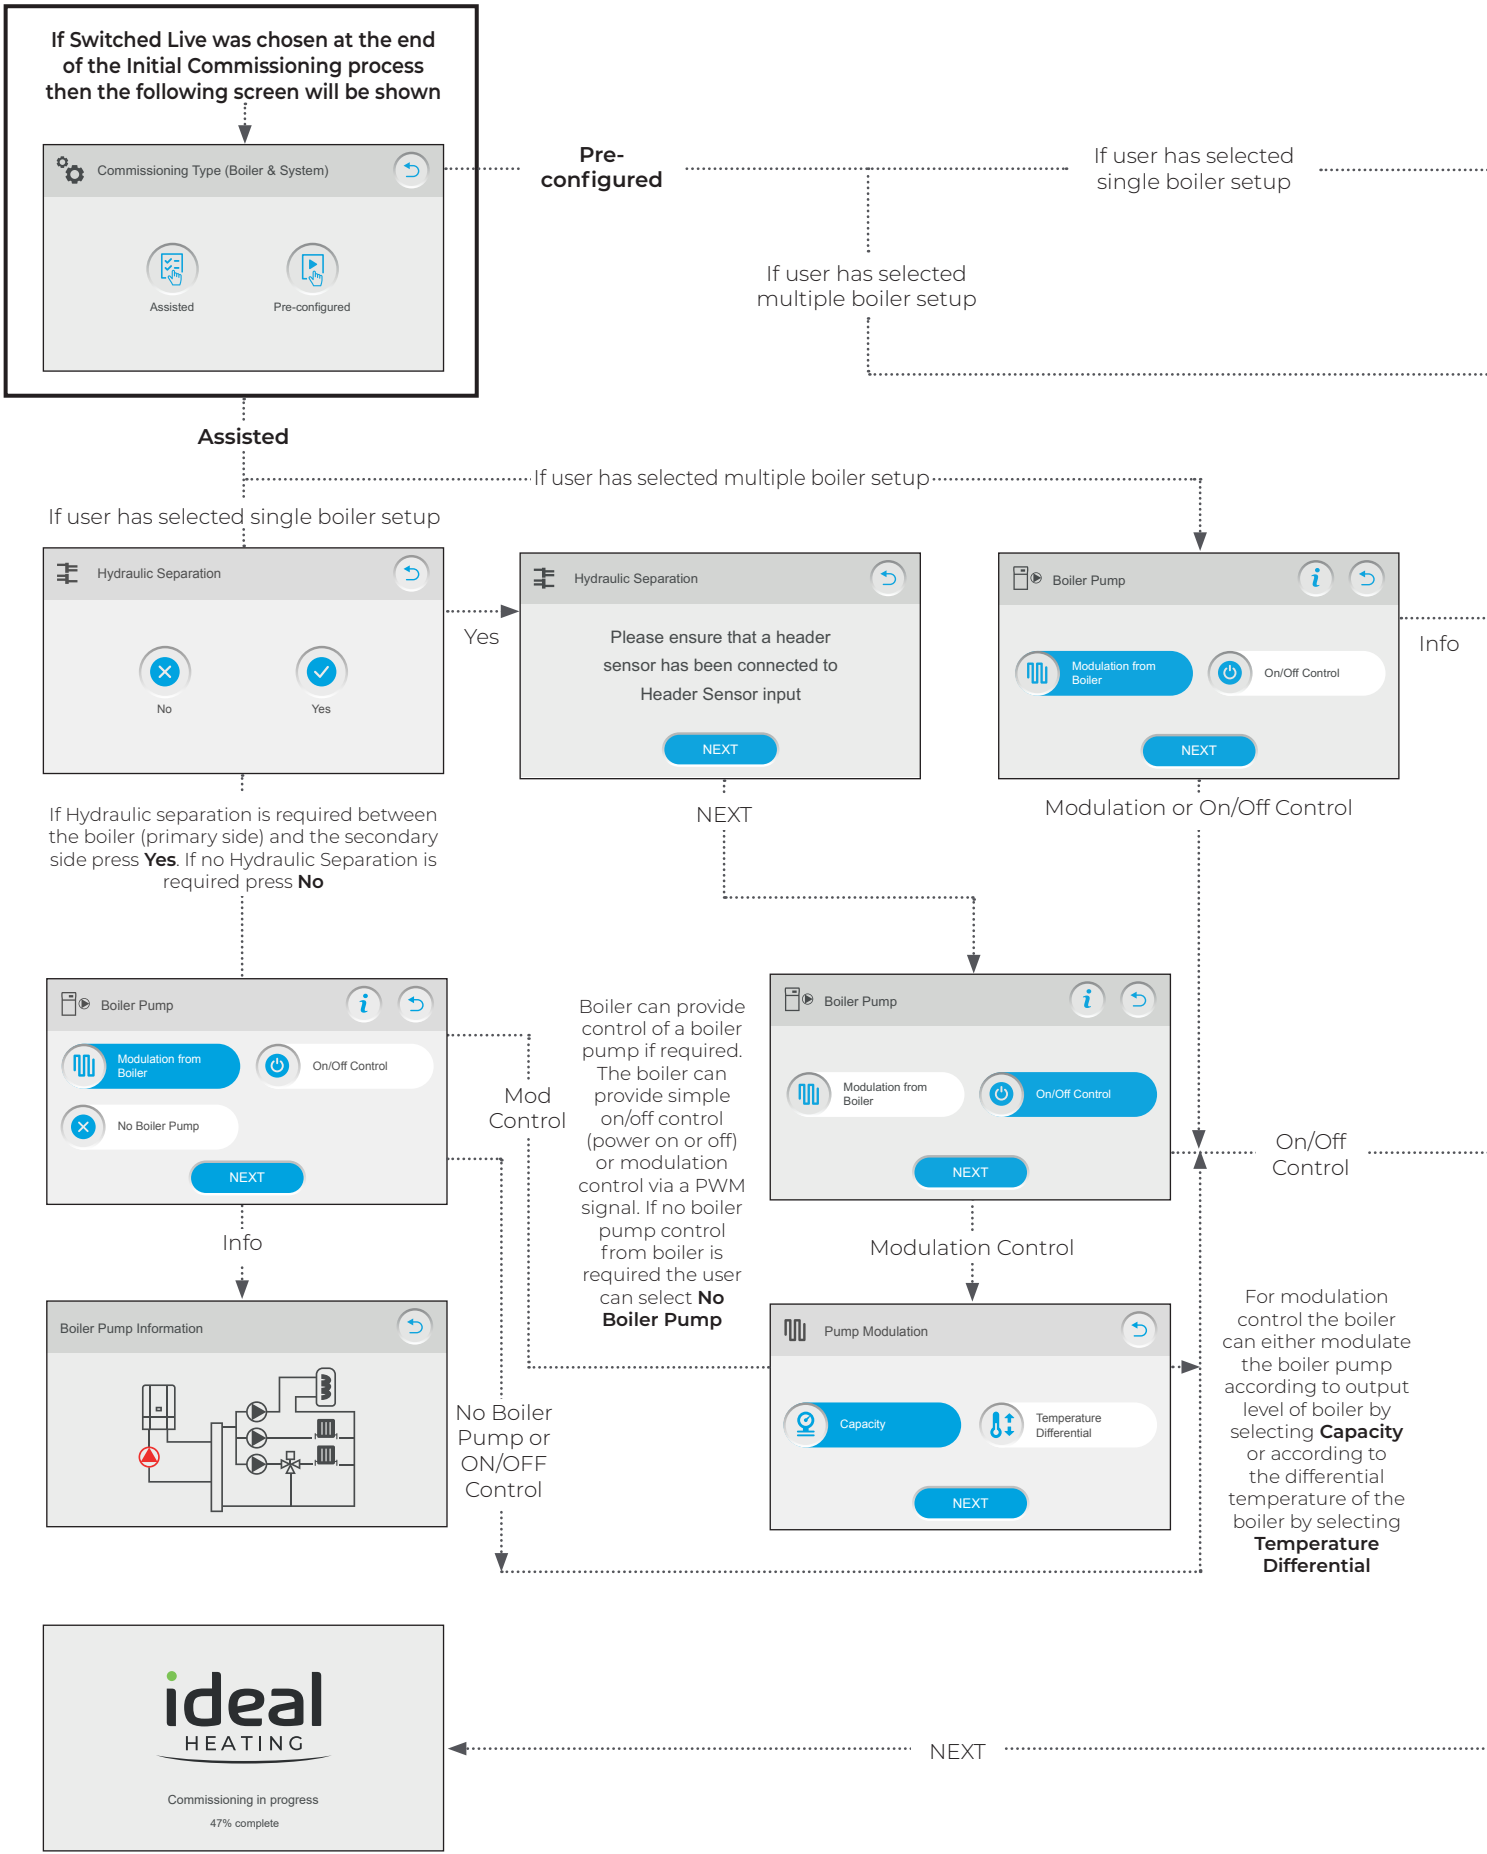 If Switched Live was chosen at the end
of the Initial Commissioning process
then the following screen will be shown
Commissioning Type (Boiler & System)
Assisted
Pre-configured
Pre-
configured
If user has selected
single boiler setup
If user has selected
multiple boiler setup
Assisted
If user has selected multiple boiler setup
If user has selected single boiler setup
Hydraulic Separation
No
Yes
Yes
Hydraulic Separation
Please ensure that a header
sensor has been connected to
Header Sensor input
NEXT
Boiler Pump
i
Modulation from
Boiler
On/Off Control
NEXT
Info
If Hydraulic separation is required between
the boiler (primary side) and the secondary
side press Yes. If no Hydraulic Separation is
required press No
NEXT
Modulation or On/Off Control
Boiler Pump
i
Modulation from
Boiler
On/Off Control
No Boiler Pump
NEXT
Mod
Control
Boiler can provide
control of a boiler
pump if required.
The boiler can
provide simple
on/off control
(power on or off)
or modulation
control via a PWM
signal. If no boiler
pump control
from boiler is
required the user
can select No
Boiler Pump
Boiler Pump
i
Modulation from
Boiler
On/Off Control
NEXT
On/Off
Control
Info
Modulation Control
Boiler Pump Information
No Boiler
Pump or
ON/OFF
Control
Pump Modulation
Capacity
Temperature
Differential
NEXT
For modulation
control the boiler
can either modulate
the boiler pump
according to output
level of boiler by
selecting Capacity
or according to
the differential
temperature of the
boiler by selecting
Temperature
Differential
ideal
HEATING
Commissioning in progress
47% complete
NEXT